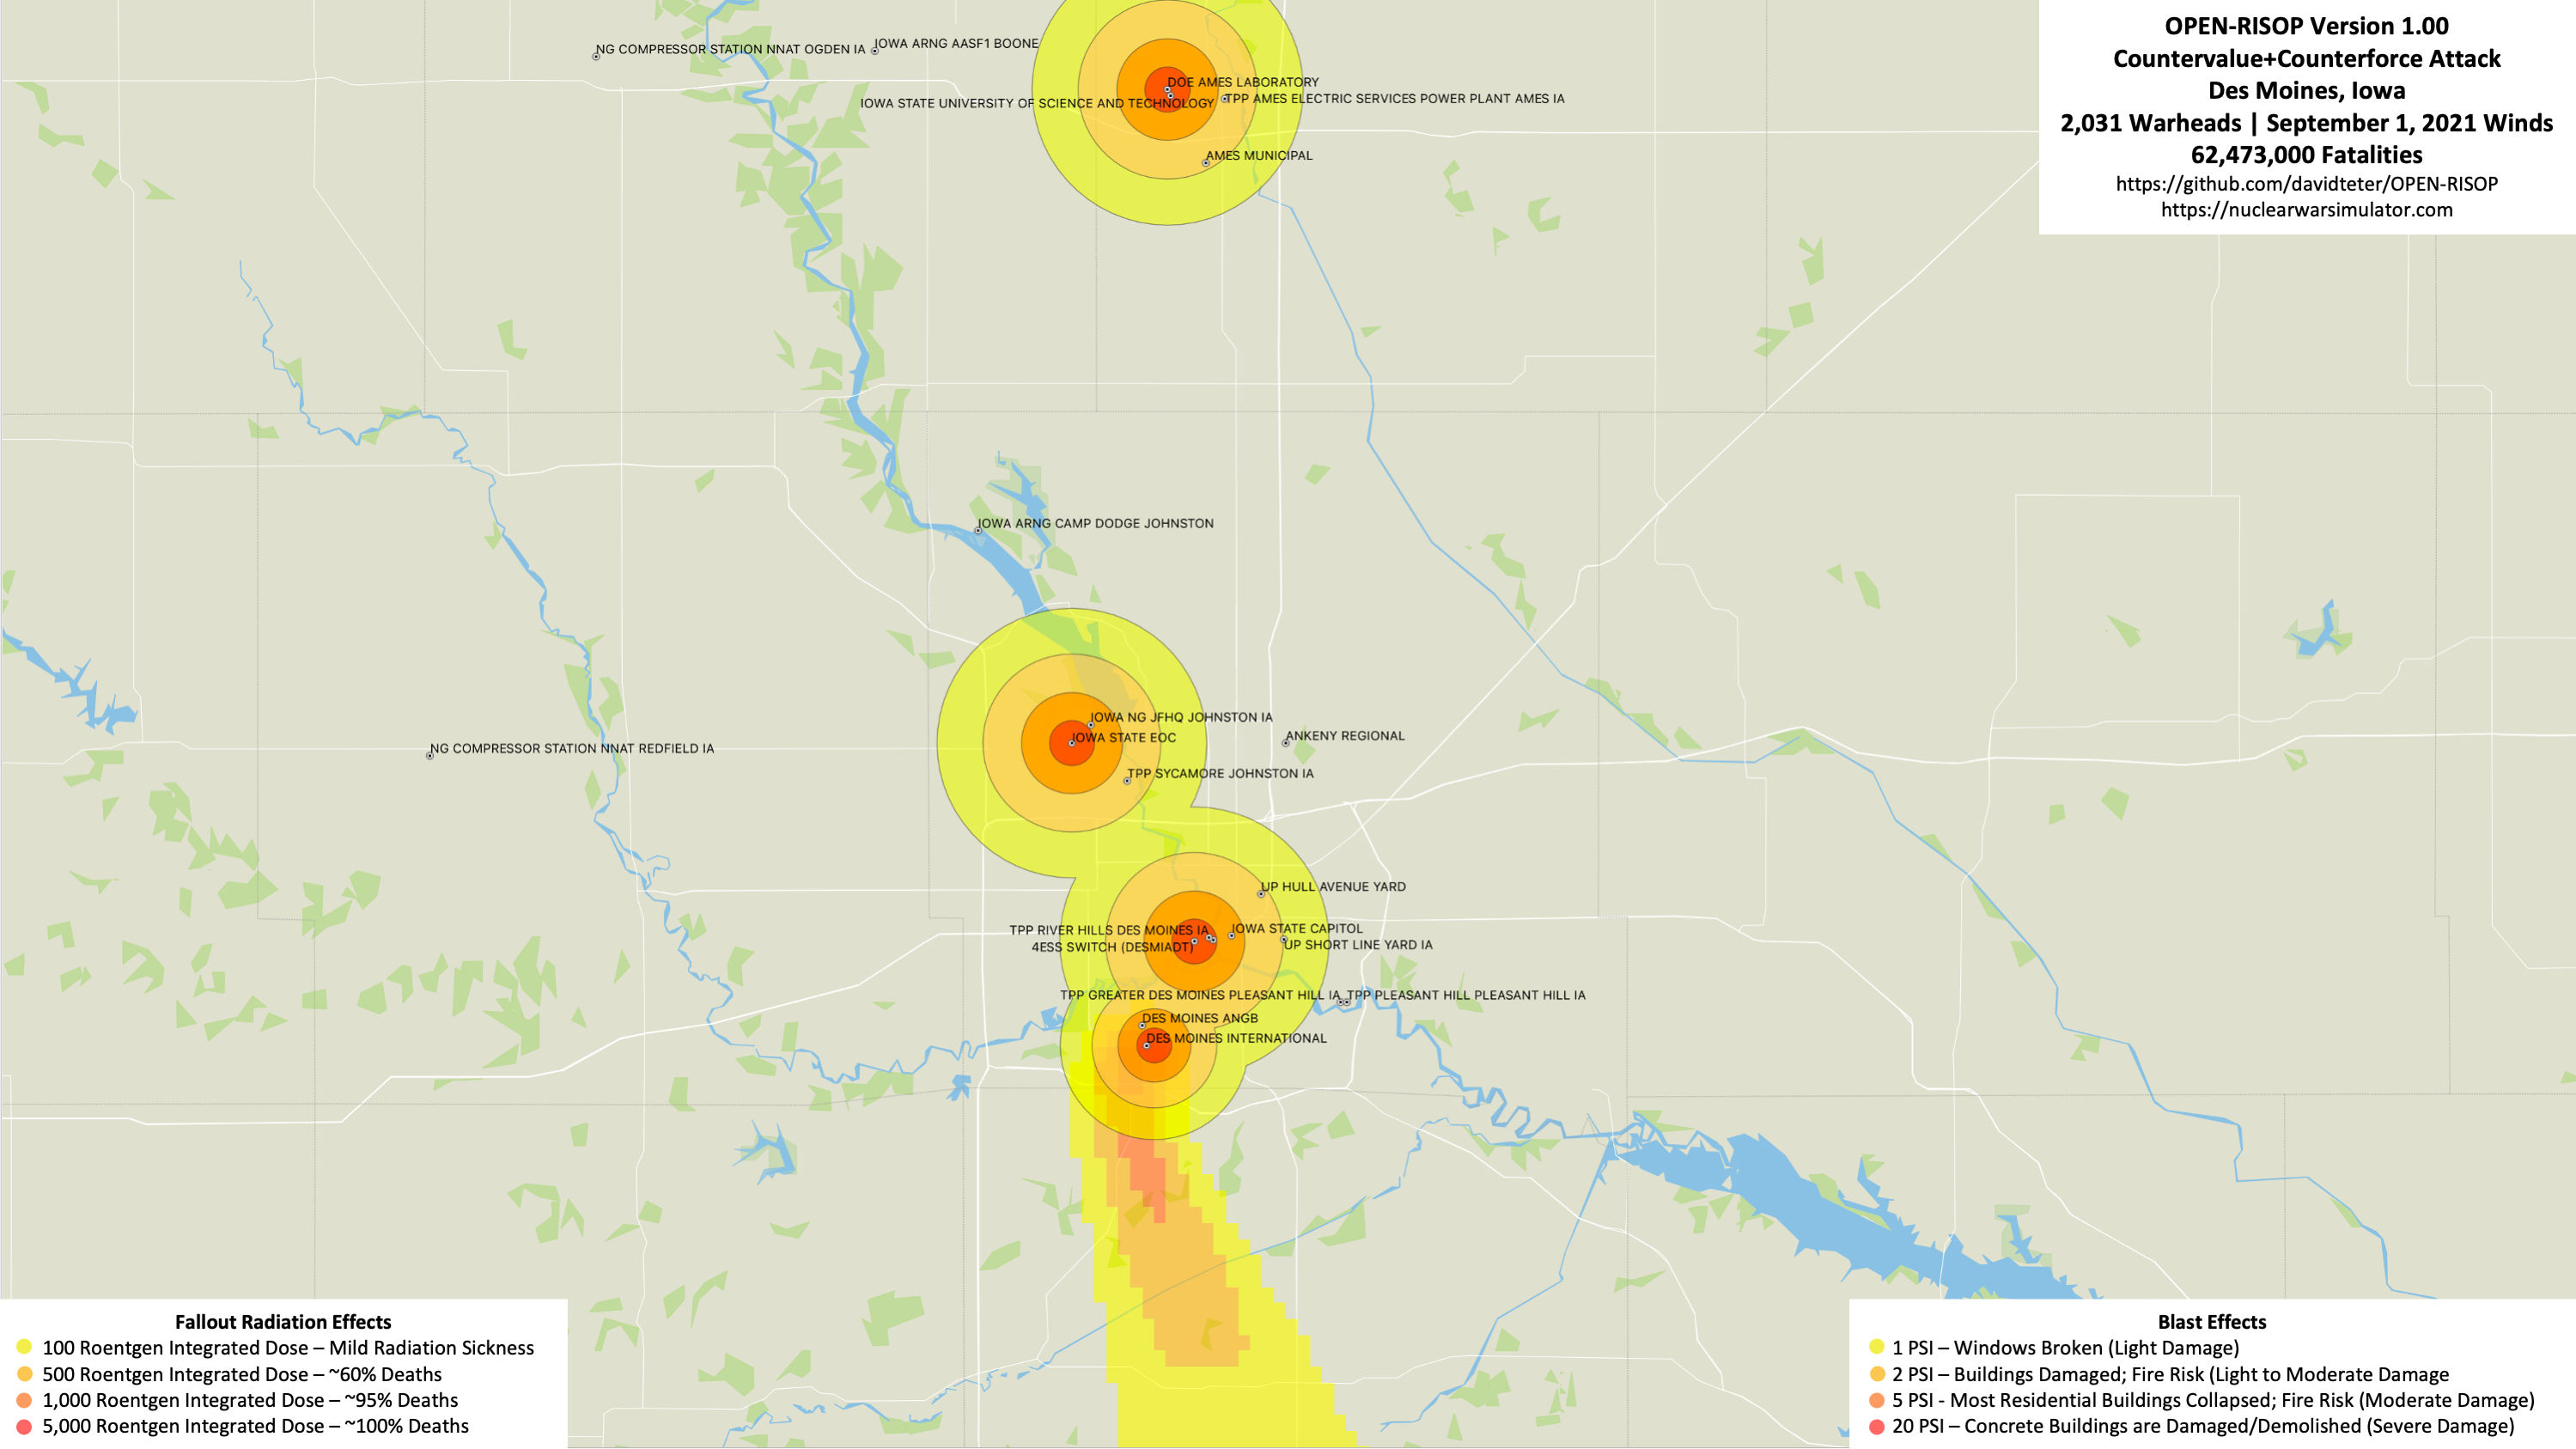 OPEN-RISOP Version 1.00
Countervalue+Counterforce Attack
Des Moines, Iowa
2,031 Warheads | September 1, 2021 Winds
62,473,000 Fatalities
https://github.com/davidteter/OPEN-RISOP
https://nuclearwarsimulator.com
NG COMPRESSOR STATION NNAT OGDEN IA
IOWA ARNG AASF1 BOONE
DOE AMES LABORATORY
IOWA STATE UNIVERSITY OF SCIENCE AND TECHNOLOGY
TPP AMES ELECTRIC SERVICES POWER PLANT AMES IA
AMES MUNICIPAL
IOWA ARNG CAMP DODGE JOHNSTON
IOWA NG JFHQ JOHNSTON IA
IOWA STATE EOC
ANKENY REGIONAL
NG COMPRESSOR STATION NNAT REDFIELD IA
TPP SYCAMORE JOHNSTON IA
UP HULL AVENUE YARD
TPP RIVER HILLS DES MOINES IA
IOWA STATE CAPITOL
4ESS SWITCH (DESMIADT)
UP SHORT LINE YARD IA
TPP GREATER DES MOINES PLEASANT HILL IA
TPP PLEASANT HILL PLEASANT HILL IA
DES MOINES ANGB
DES MOINES INTERNATIONAL
Fallout Radiation Effects
100 Roentgen Integrated Dose – Mild Radiation Sickness
500 Roentgen Integrated Dose – ~60% Deaths
1,000 Roentgen Integrated Dose – ~95% Deaths
5,000 Roentgen Integrated Dose – ~100% Deaths
Blast Effects
1 PSI – Windows Broken (Light Damage)
2 PSI – Buildings Damaged; Fire Risk (Light to Moderate Damage
5 PSI - Most Residential Buildings Collapsed; Fire Risk (Moderate Damage)
20 PSI – Concrete Buildings are Damaged/Demolished (Severe Damage)